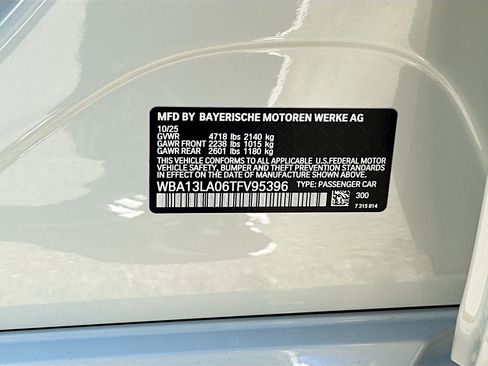 MFD BY BAYERISCHE MOTOREN WERKE AG
10/25
GVWR 4718 lbs 2140 kg
GAWR FRONT 2238 lbs 1015 kg
GAWR REAR 2601 lbs 1180 kg
THIS VEHICLE CONFORMS TO ALL APPLICABLE U.S.FEDERAL MOTOR
VEHICLE SAFETY, BUMPER AND THEFT PREVENTION STANDARDS
IN EFFECT ON THE DATE OF MANUFACTURE SHOWN ABOVE.
WBA13LA06TFV95396 TYPE: PASSENGER CAR
300
7 315 814